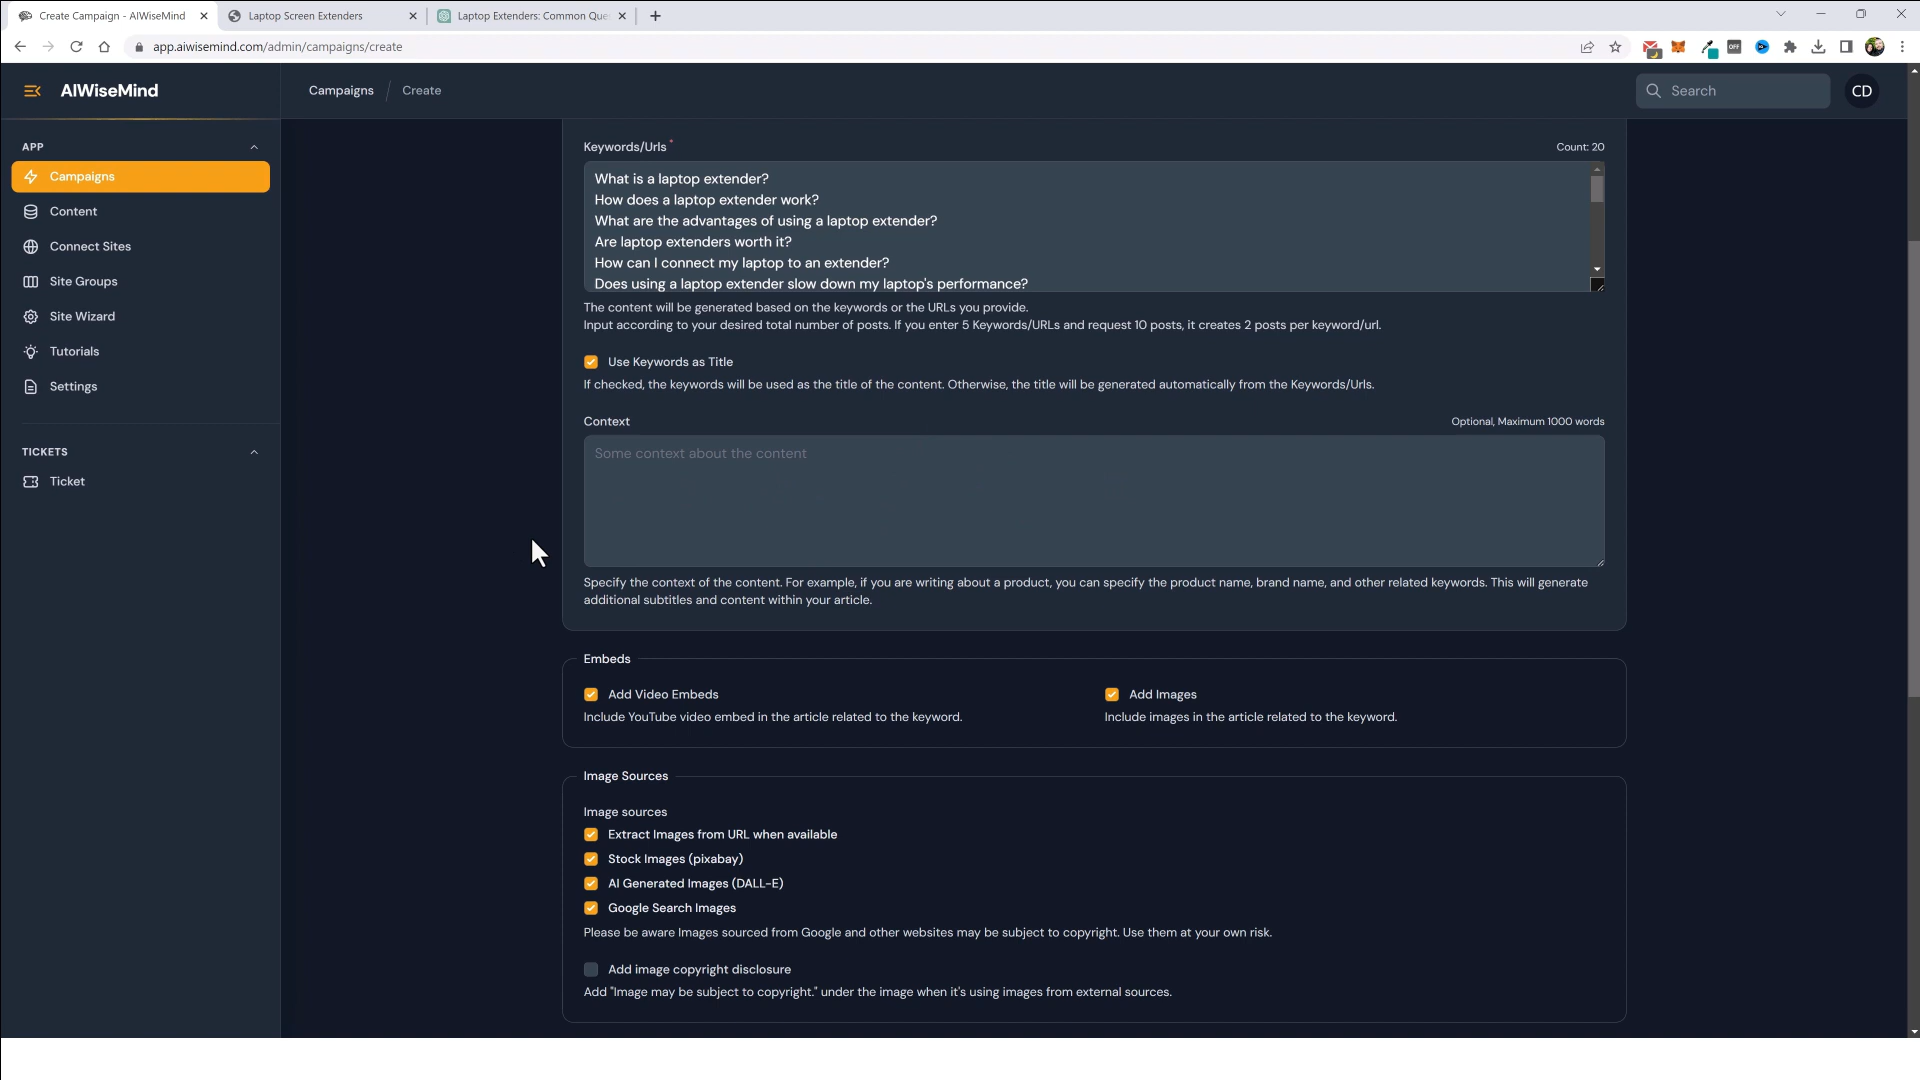 Create Campaign - AIWiseMind
Laptop Screen Extenders
Laptop Extenders: Common Que
app.aiwisemind.com/admin/campaigns/create
OFF
AIWiseMind
Campaigns
Create
Search
CD
APP
Campaigns
Content
Connect Sites
Site Groups
Site Wizard
Tutorials
Settings
TICKETS
Ticket
Keywords/Urls *
Count: 20
What is a laptop extender?
How does a laptop extender work?
What are the advantages of using a laptop extender?
Are laptop extenders worth it?
How can I connect my laptop to an extender?
Does using a laptop extender slow down my laptop's performance?
The content will be generated based on the keywords or the URLs you provide.
Input according to your desired total number of posts. If you enter 5 Keywords/URLs and request 10 posts, it creates 2 posts per keyword/url.
Use Keywords as Title
If checked, the keywords will be used as the title of the content. Otherwise, the title will be generated automatically from the Keywords/Urls.
Context
Optional, Maximum 1000 words
Some context about the content
Specify the context of the content. For example, if you are writing about a product, you can specify the product name, brand name, and other related keywords. This will generate
additional subtitles and content within your article.
Embeds
Add Video Embeds
Include YouTube video embed in the article related to the keyword.
Add Images
Include images in the article related to the keyword.
Image Sources
Image sources
Extract Images from URL when available
Stock Images (pixabay)
AI Generated Images (DALL-E)
Google Search Images
Please be aware Images sourced from Google and other websites may be subject to copyright. Use them at your own risk.
Add image copyright disclosure
Add "Image may be subject to copyright." under the image when it's using images from external sources.